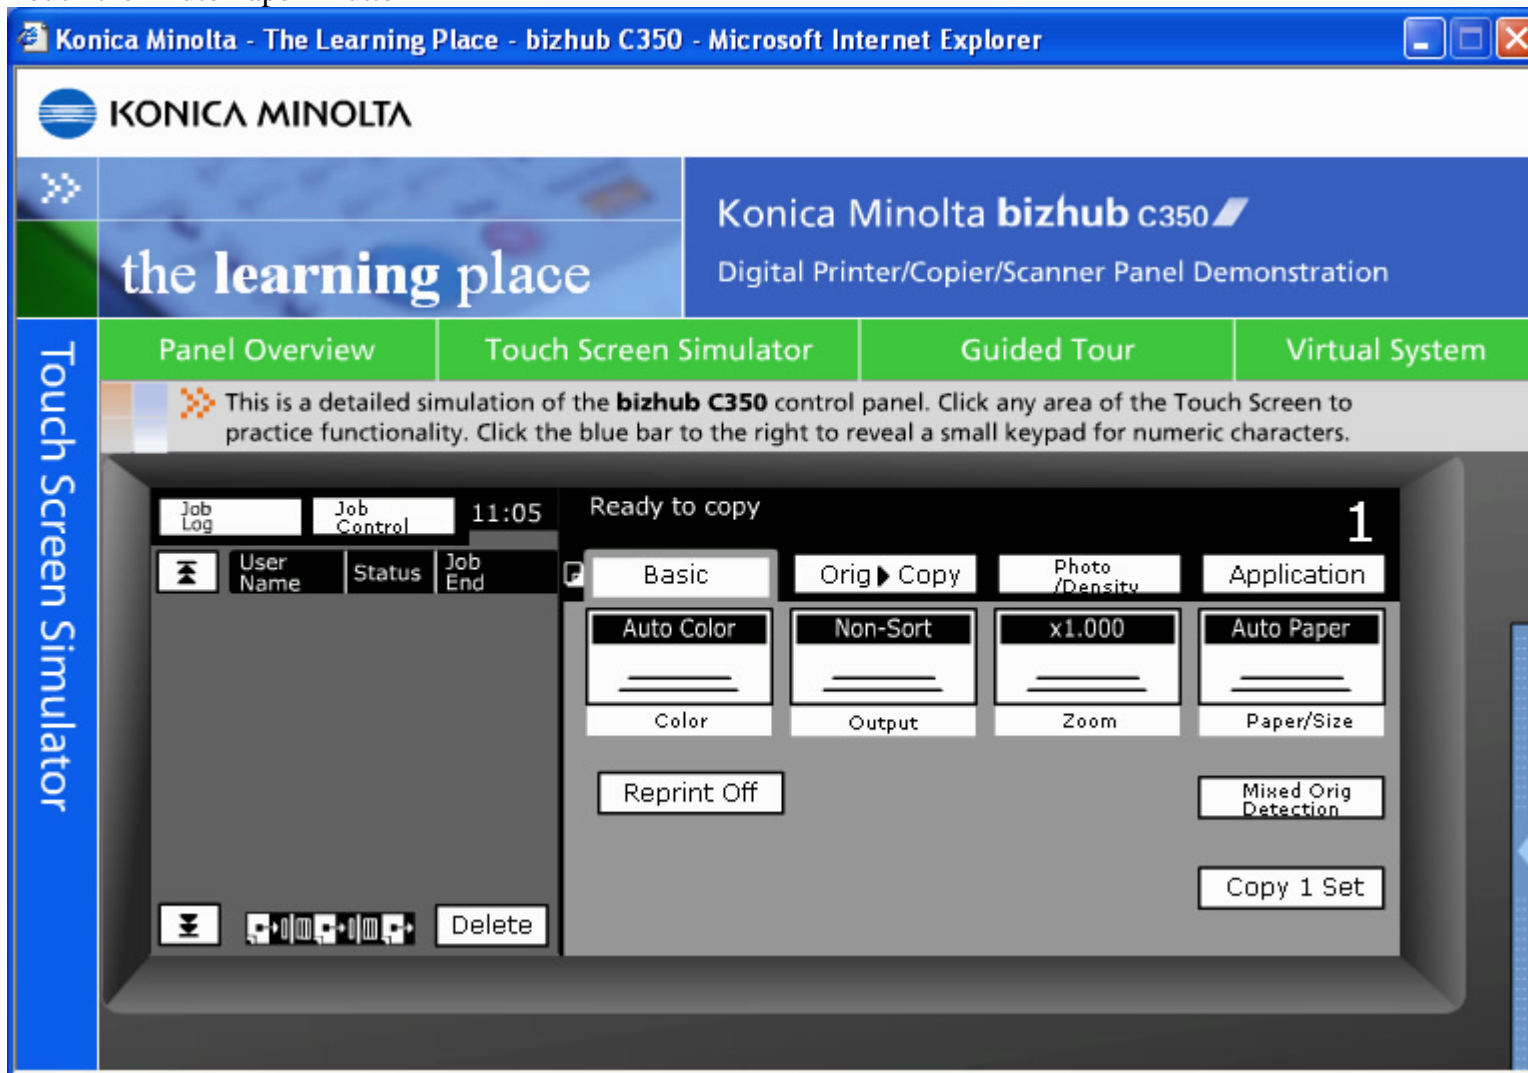 Konica Minolta - The Learning Place - bizhub C350 - Microsoft Internet Explorer
KONICA MINOLTA
the learning place
Konica Minolta bizhub C350
Digital Printer/Copier/Scanner Panel Demonstration
Touch Screen Simulator
Panel Overview
Touch Screen Simulator
Guided Tour
Virtual System
This is a detailed simulation of the bizhub C350 control panel. Click any area of the Touch Screen to
practice functionality. Click the blue bar to the right to reveal a small keypad for numeric characters.
Job
Log
Job
Control
11:05
User
Name
Status
Job
End
Delete
Ready to copy
1
Basic
Orig Copy
Photo
/Density
Application
Auto Color
Non-Sort
x1.000
Auto Paper
Color
Output
Zoom
Paper/Size
Reprint Off
Mixed Orig
Detection
Copy 1 Set